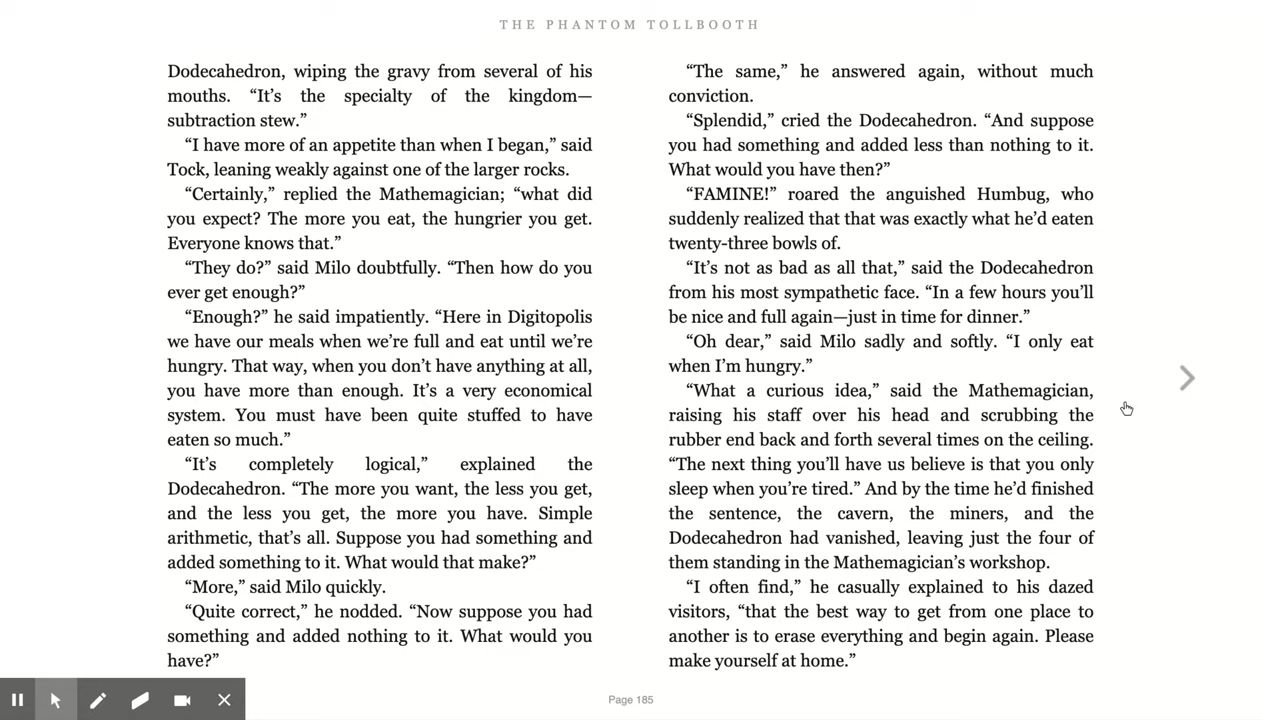 THE PHANTOM TOLLBOOTH
Dodecahedron, wiping the gravy from several of his
mouths. “It’s the specialty of the kingdom—
subtraction stew.”
“I have more of an appetite than when I began,” said
Tock, leaning weakly against one of the larger rocks.
“Certainly,” replied the Mathemagician; “what did
you expect? The more you eat, the hungrier you get.
Everyone knows that.”
“They do?” said Milo doubtfully. “Then how do you
ever get enough?”
“Enough?” he said impatiently. “Here in Digitopolis
we have our meals when we’re full and eat until we’re
hungry. That way, when you don’t have anything at all,
you have more than enough. It’s a very economical
system. You must have been quite stuffed to have
eaten so much.”
“It’s completely logical,” explained the
Dodecahedron. “The more you want, the less you get,
and the less you get, the more you have. Simple
arithmetic, that’s all. Suppose you had something and
added something to it. What would that make?”
“More,” said Milo quickly.
“Quite correct,” he nodded. “Now suppose you had
something and added nothing to it. What would you
have?”
“The same,” he answered again, without much
conviction.
“Splendid,” cried the Dodecahedron. “And suppose
you had something and added less than nothing to it.
What would you have then?”
“FAMINE!” roared the anguished Humbug, who
suddenly realized that that was exactly what he’d eaten
twenty-three bowls of.
“It’s not as bad as all that,” said the Dodecahedron
from his most sympathetic face. “In a few hours you’ll
be nice and full again—just in time for dinner.”
“Oh dear,” said Milo sadly and softly. “I only eat
when I’m hungry.”
“What a curious idea,” said the Mathemagician,
raising his staff over his head and scrubbing the
rubber end back and forth several times on the ceiling.
“The next thing you’ll have us believe is that you only
sleep when you’re tired.” And by the time he’d finished
the sentence, the cavern, the miners, and the
Dodecahedron had vanished, leaving just the four of
them standing in the Mathemagician’s workshop.
“I often find,” he casually explained to his dazed
visitors, “that the best way to get from one place to
another is to erase everything and begin again. Please
make yourself at home.”
Page 185